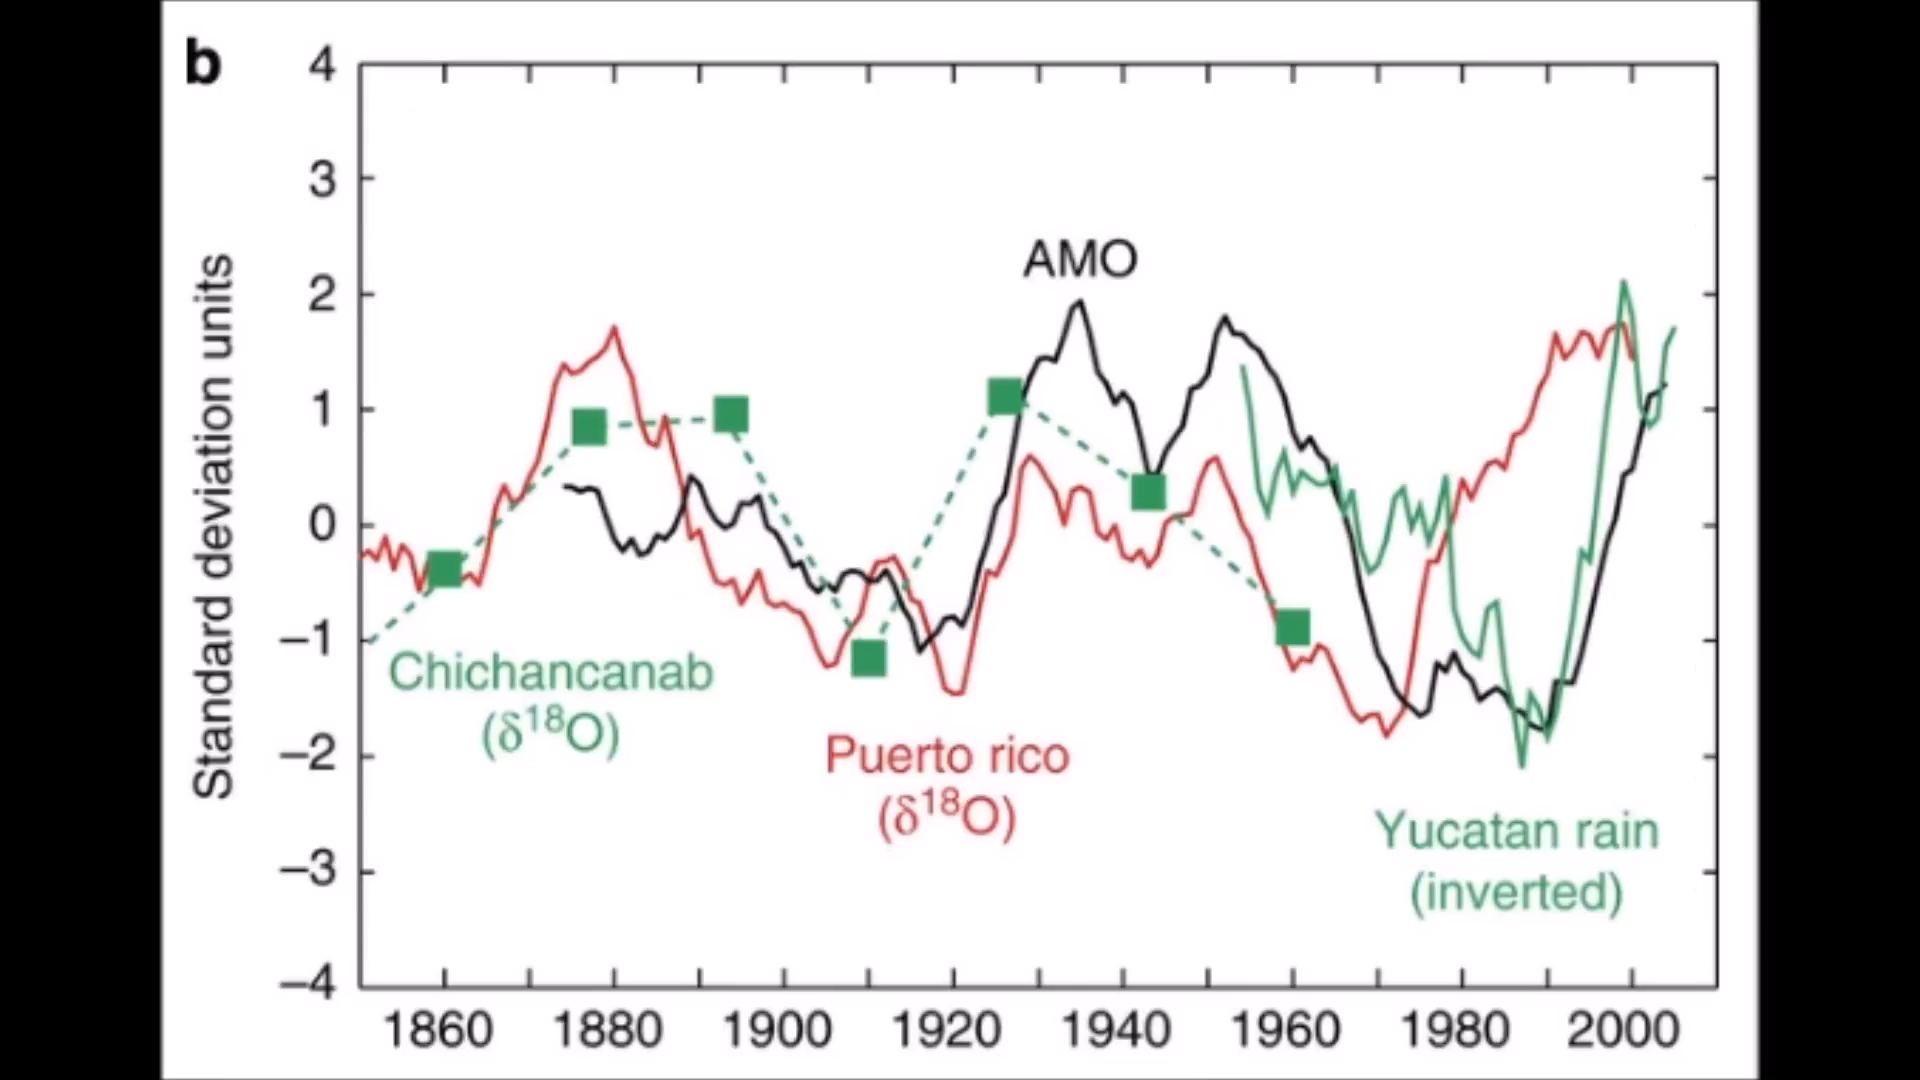 b
4
3
2
1
0
−1
−2
−3
−4
Standard deviation units
AMO
Chichancanab
(δ¹⁸O)
Puerto rico
(δ¹⁸O)
Yucatan rain
(inverted)
1860 1880 1900 1920 1940 1960 1980 2000